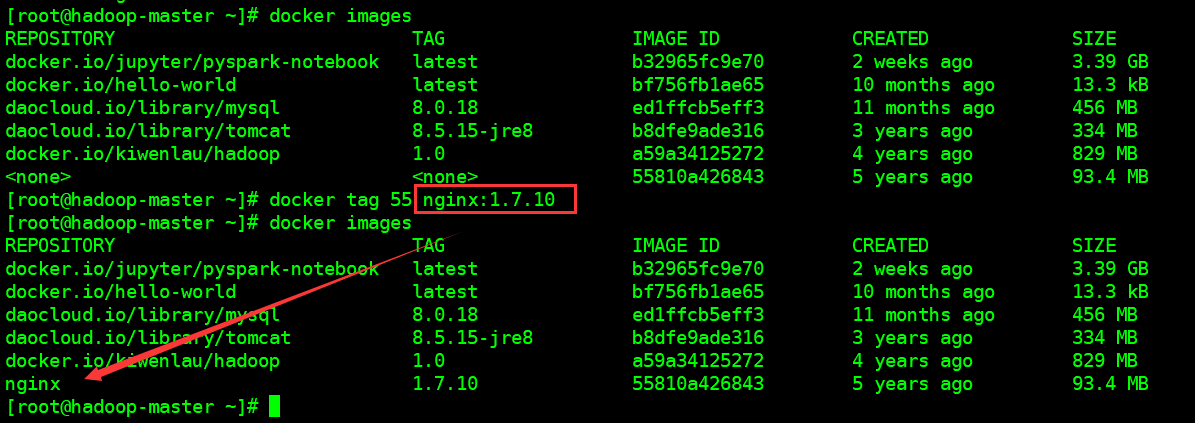 [root@hadoop-master ~]# docker images
REPOSITORY TAG IMAGE ID CREATED SIZE
docker.io/jupyter/pyspark-notebook latest b32965fc9e70 2 weeks ago 3.39 GB
docker.io/hello-world latest bf756fb1ae65 10 months ago 13.3 kB
daocloud.io/library/mysql 8.0.18 ed1ffcb5eff3 11 months ago 456 MB
daocloud.io/library/tomcat 8.5.15-jre8 b8dfe9ade316 3 years ago 334 MB
docker.io/kiwenlau/hadoop 1.0 a59a34125272 4 years ago 829 MB
<none> <none> 55810a426843 5 years ago 93.4 MB
[root@hadoop-master ~]# docker tag 55 nginx:1.7.10
[root@hadoop-master ~]# docker images
REPOSITORY TAG IMAGE ID CREATED SIZE
docker.io/jupyter/pyspark-notebook latest b32965fc9e70 2 weeks ago 3.39 GB
docker.io/hello-world latest bf756fb1ae65 10 months ago 13.3 kB
daocloud.io/library/mysql 8.0.18 ed1ffcb5eff3 11 months ago 456 MB
daocloud.io/library/tomcat 8.5.15-jre8 b8dfe9ade316 3 years ago 334 MB
docker.io/kiwenlau/hadoop 1.0 a59a34125272 4 years ago 829 MB
nginx 1.7.10 55810a426843 5 years ago 93.4 MB
[root@hadoop-master ~]#